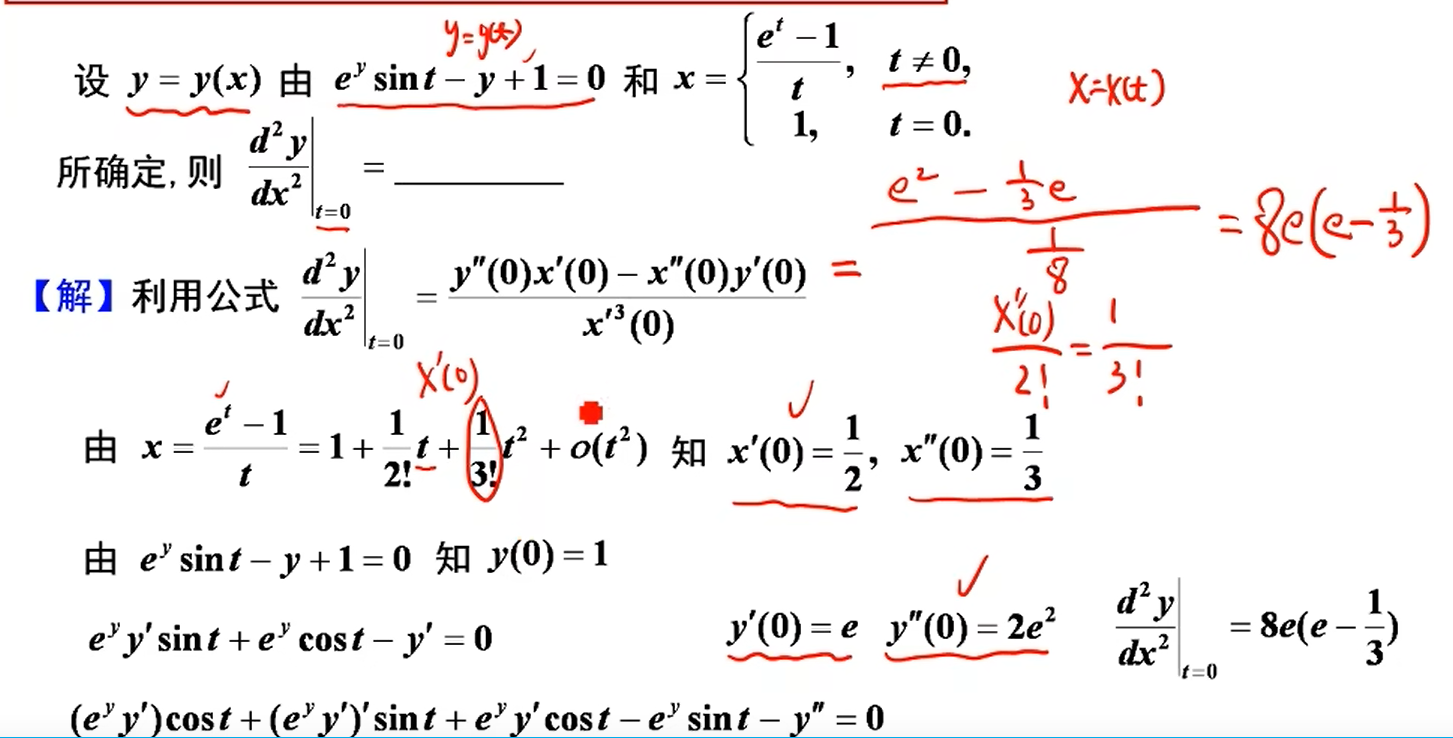 y=y(t)
设 y = y(x) 由 e^y sin t − y + 1 = 0 和 x = { (e^t − 1)/t, t ≠ 0,
1, t = 0.
x=x(t)
所确定, 则 d²y/dx² |_{t=0} = ________
【解】利用公式 d²y/dx² |_{t=0} = (y″(0)x′(0) − x″(0)y′(0)) / x′³(0) = (e² − 1/3 e) / (1/8) = 8e(e − 1/3)
x″(0)/2! = 1/3!
x′(0)
由 x = (e^t − 1)/t = 1 + 1/2! t + 1/3! t² + o(t²) 知 x′(0) = 1/2, x″(0) = 1/3
由 e^y sin t − y + 1 = 0 知 y(0) = 1
e^y y′ sin t + e^y cos t − y′ = 0 y′(0) = e y″(0) = 2e² d²y/dx² |_{t=0} = 8e(e − 1/3)
(e^y y′)cos t + (e^y y′)′ sin t + e^y y′ cos t − e^y sin t − y″ = 0